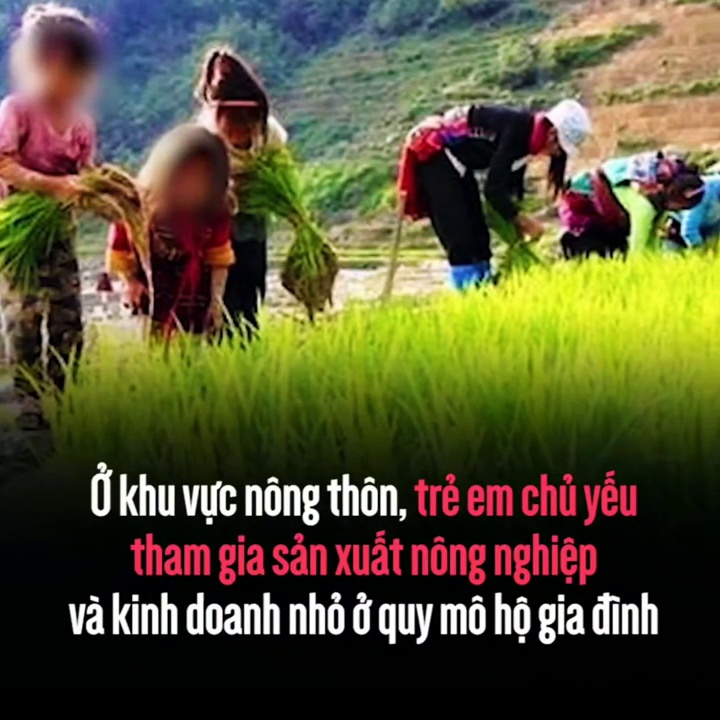 Ở khu vực nông thôn, trẻ em chủ yếu
tham gia sản xuất nông nghiệp
và kinh doanh nhỏ ở quy mô hộ gia đình